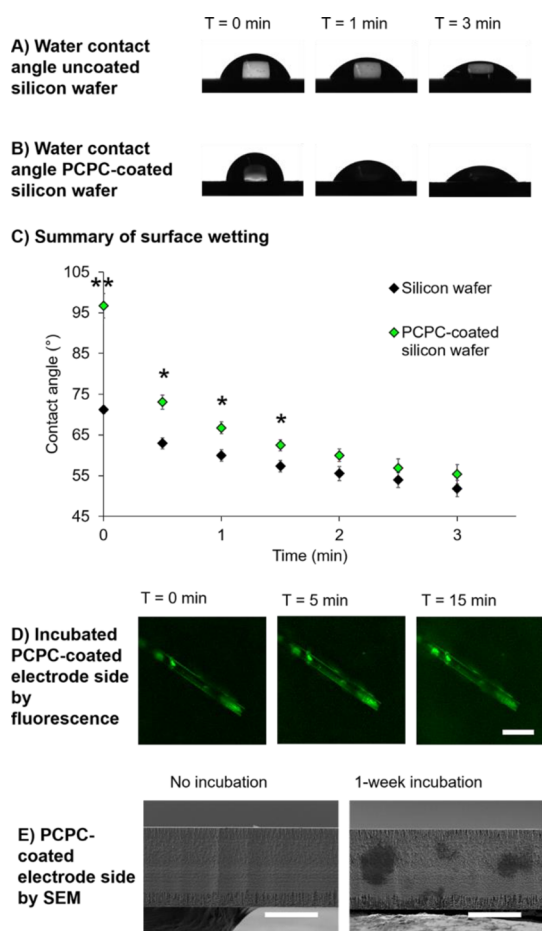 T = 0 min
T = 1 min
T = 3 min
A) Water contact
angle uncoated
silicon wafer
B) Water contact
angle PCPC-coated
silicon wafer
C) Summary of surface wetting
105
95
85
75
65
55
45
Contact angle (°)
**
*
*
*
Silicon wafer
PCPC-coated
silicon wafer
0
1
2
3
Time (min)
T = 0 min
T = 5 min
T = 15 min
D) Incubated
PCPC-coated
electrode side
by
fluorescence
No incubation
1-week incubation
E) PCPC-
coated
electrode side
by SEM